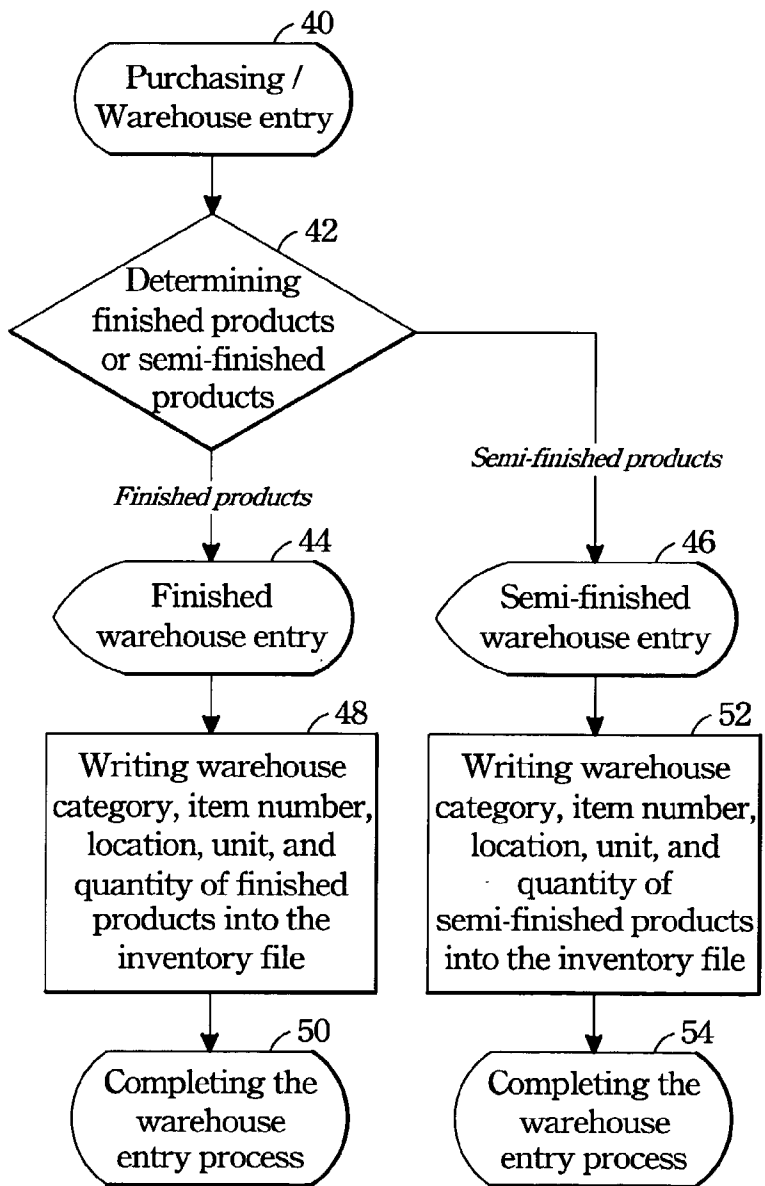 40
Purchasing /
Warehouse entry
42
Determining
finished products
or semi-finished
products
Finished products
Semi-finished products
44
Finished
warehouse entry
46
Semi-finished
warehouse entry
48
Writing warehouse
category, item number,
location, unit, and
quantity of finished
products into the
inventory file
52
Writing warehouse
category, item number,
location, unit, and
quantity of
semi-finished products
into the inventory file
50
Completing the
warehouse
entry process
54
Completing the
warehouse
entry process